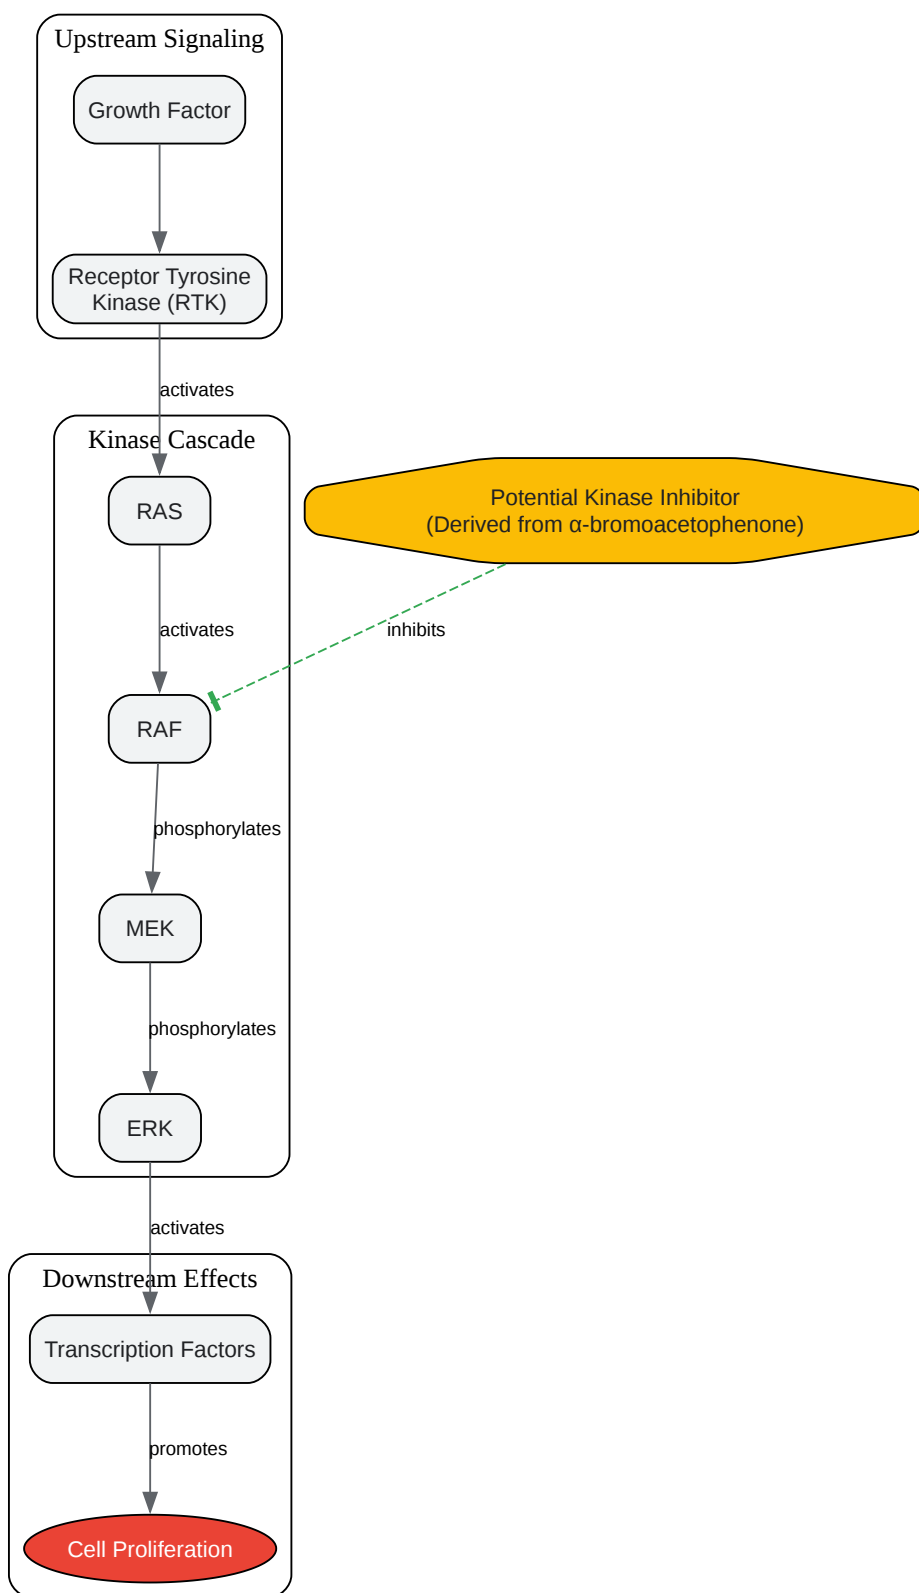 Upstream Signaling
Growth Factor
Receptor Tyrosine
Kinase (RTK)
activates
Kinase Cascade
RAS
Potential Kinase Inhibitor
(Derived from α-bromoacetophenone)
activates
inhibits
RAF
phosphorylates
MEK
phosphorylates
ERK
activates
Downstream Effects
Transcription Factors
promotes
Cell Proliferation